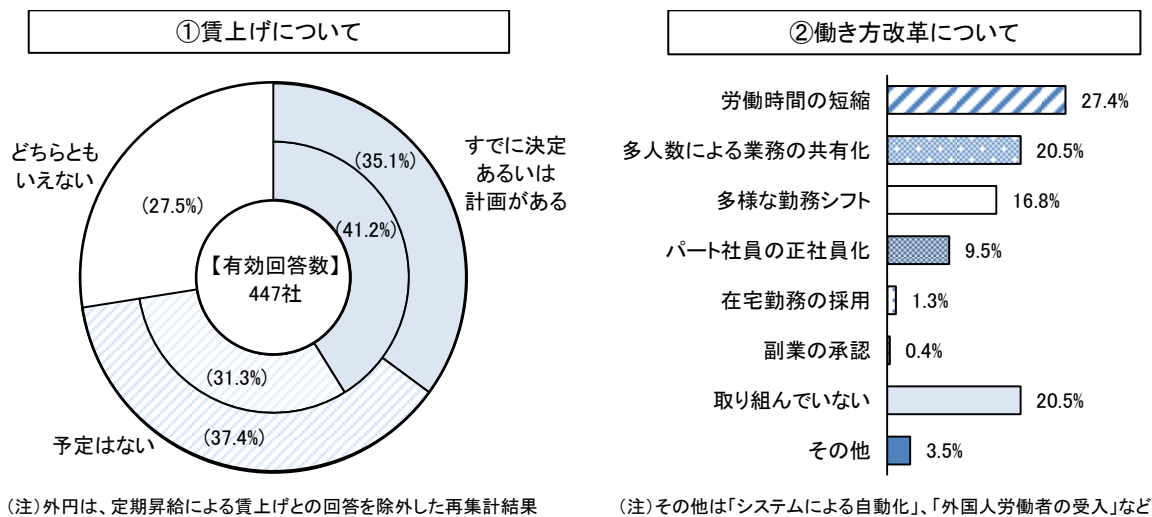 ①賃上げについて
どちらとも
いえない
(27.5%)
(35.1%)
(41.2%)
すでに決定
あるいは
計画がある
【有効回答数】
447社
(31.3%)
(37.4%)
予定はない
(注)外円は、定期昇給による賃上げとの回答を除外した再集計結果
②働き方改革について
労働時間の短縮 27.4%
多人数による業務の共有化 20.5%
多様な勤務シフト 16.8%
パート社員の正社員化 9.5%
在宅勤務の採用 1.3%
副業の承認 0.4%
取り組んでいない 20.5%
その他 3.5%
(注)その他は「システムによる自動化」、「外国人労働者の受入」など